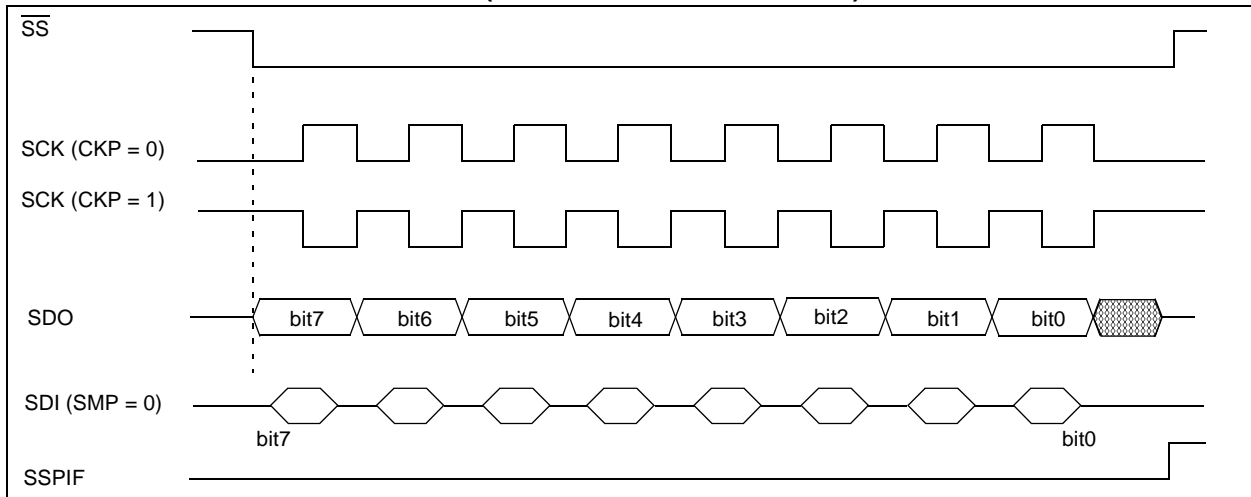 SS
SCK (CKP = 0)
SCK (CKP = 1)
SDO bit7 bit6 bit5 bit4 bit3 bit2 bit1 bit0
SDI (SMP = 0)
bit7 bit0
SSPIF